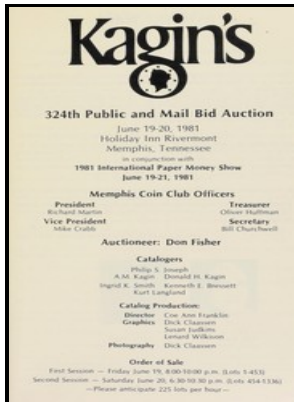 Kagin's
324th Public and Mail Bid Auction
June 19-20, 1981
Holiday Inn Rivermont
Memphis, Tennessee
in conjunction with
1981 International Paper Money Show
June 19-21, 1981
Memphis Coin Club Officers
President Treasurer
Richard Martin Oliver Huffman
Vice President Secretary
Mike Crabb Bill Churchwell
Auctioneer: Don Fisher
Catalogers
Philip S. Joseph
A.M. Kagin Donald H. Kagin
Ingrid K. Smith Kenneth E. Bressett
Kurt Langland
Catalog Production:
Director Coe Ann Franklin
Graphics Dick Claassen
Susan Judkins
Lenard Wilkison
Photography Dick Claassen
Order of Sale
First Session — Friday June 19, 8:00-10:00 p.m. (Lots 1-453)
Second Session — Saturday June 20, 6:30-10:30 p.m. (Lots 454-1336)
—Please anticipate 225 lots per hour—